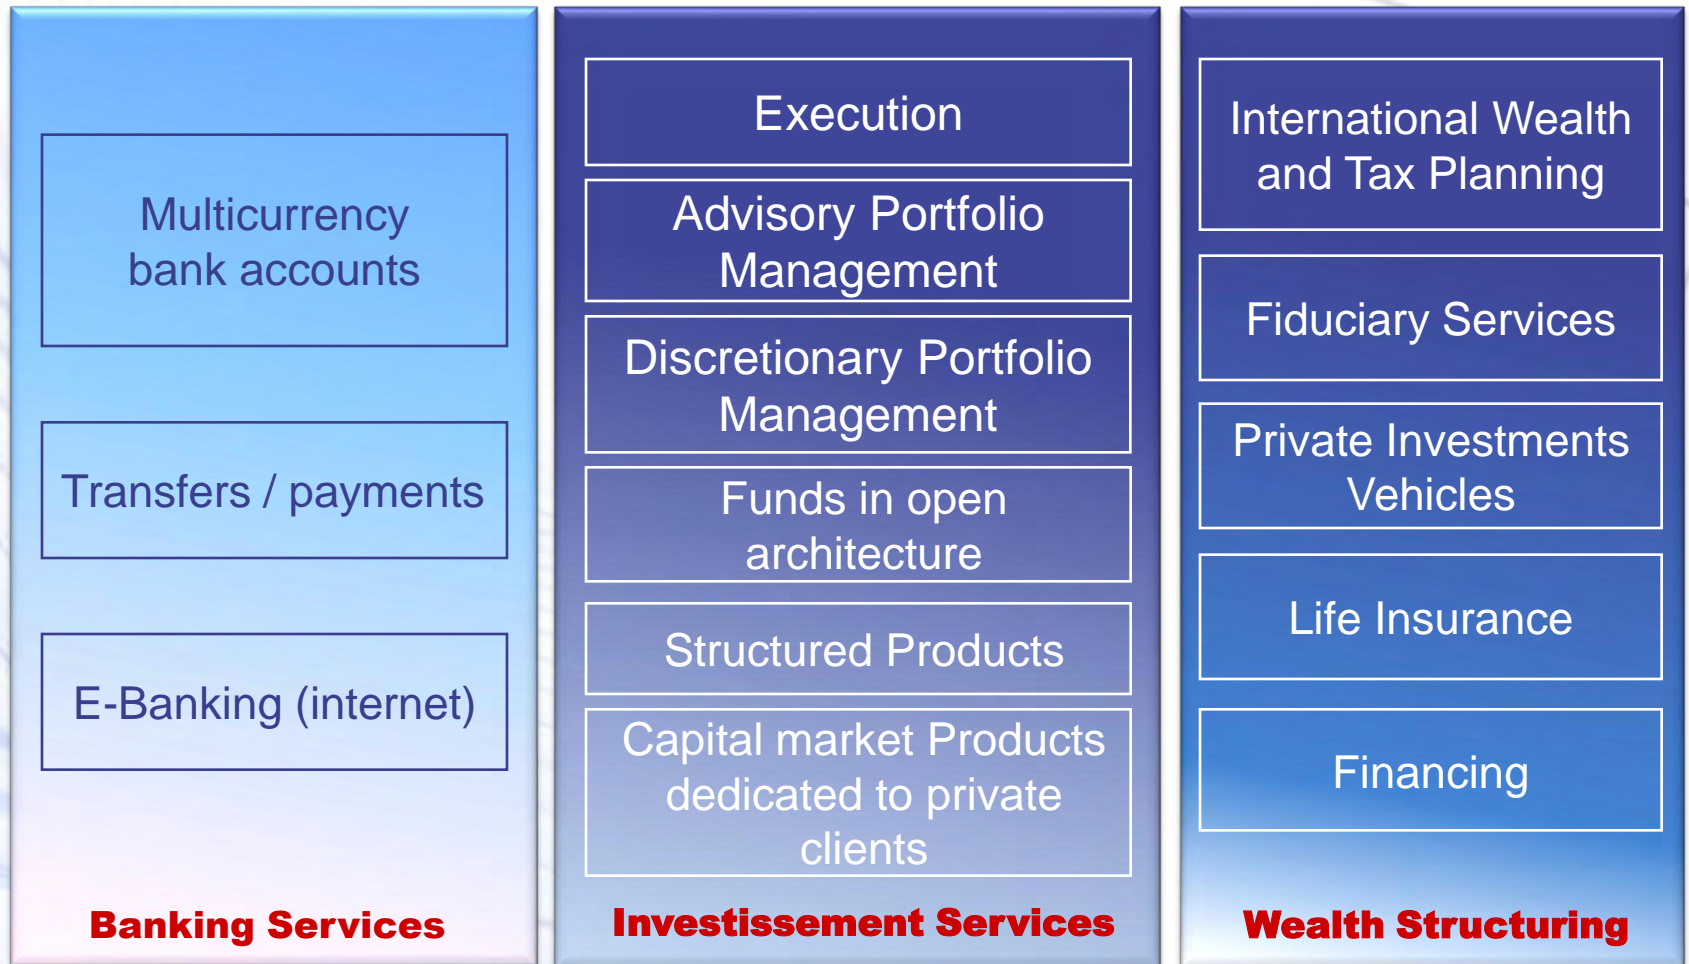 Multicurrency
bank accounts
Transfers / payments
E-Banking (internet)
Banking Services
Execution
Advisory Portfolio
Management
Discretionary Portfolio
Management
Funds in open
architecture
Structured Products
Capital market Products
dedicated to private
clients
Investissement Services
International Wealth
and Tax Planning
Fiduciary Services
Private Investments
Vehicles
Life Insurance
Financing
Wealth Structuring